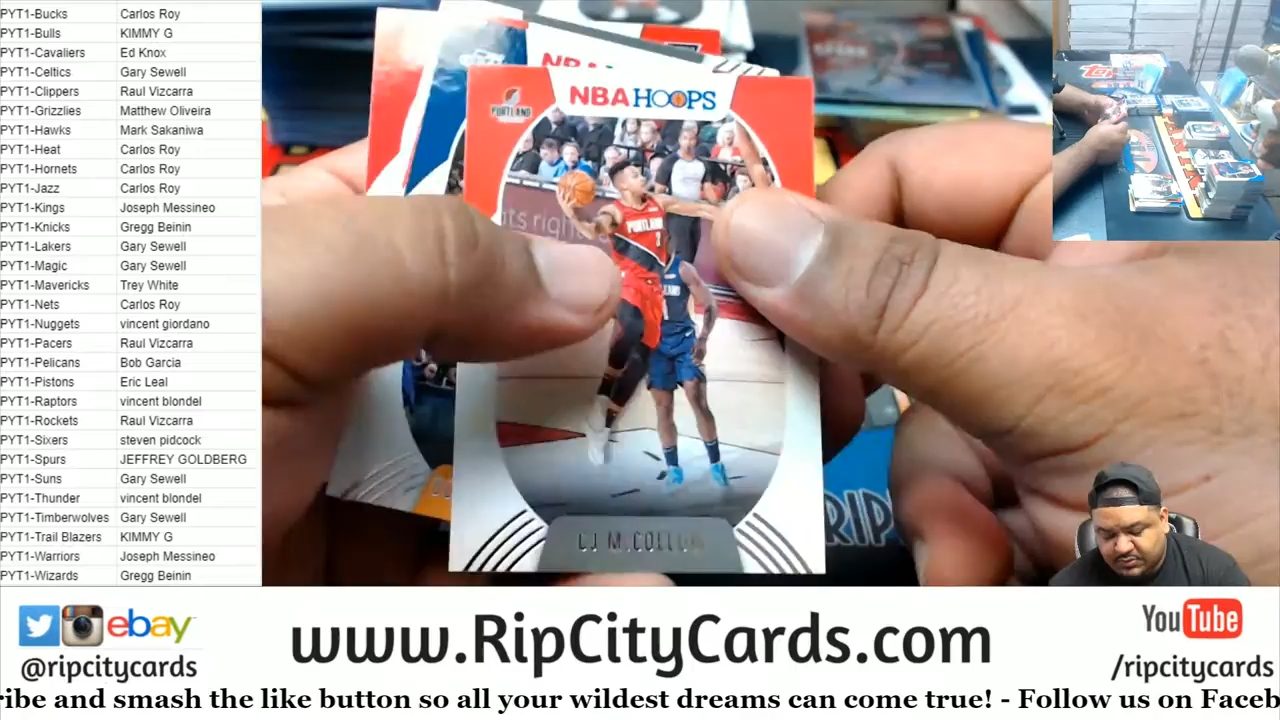 PYT1-Bucks Carlos Roy
PYT1-Bulls KIMMY G
PYT1-Cavaliers Ed Knox
PYT1-Celtics Gary Sewell
PYT1-Clippers Raul Vizcarra
PYT1-Grizzlies Matthew Oliveira
PYT1-Hawks Mark Sakaniwa
PYT1-Heat Carlos Roy
PYT1-Hornets Carlos Roy
PYT1-Jazz Carlos Roy
PYT1-Kings Joseph Messineo
PYT1-Knicks Gregg Beinin
PYT1-Lakers Gary Sewell
PYT1-Magic Gary Sewell
PYT1-Mavericks Trey White
PYT1-Nets Carlos Roy
PYT1-Nuggets vincent giordano
PYT1-Pacers Raul Vizcarra
PYT1-Pelicans Bob Garcia
PYT1-Pistons Eric Leal
PYT1-Raptors vincent blondel
PYT1-Rockets Raul Vizcarra
PYT1-Sixers steven pidcock
PYT1-Spurs JEFFREY GOLDBERG
PYT1-Suns Gary Sewell
PYT1-Thunder vincent blondel
PYT1-Timberwolves Gary Sewell
PYT1-Trail Blazers KIMMY G
PYT1-Warriors Joseph Messineo
PYT1-Wizards Gregg Beinin
NBA
NBA HOOPS
PORTLAND
PORTLAND
3
RIP
ebay
@ripcitycards
www.RipCityCards.com
YouTube
/ripcitycards
ribe and smash the like button so all your wildest dreams can come true! - Follow us on Faceb